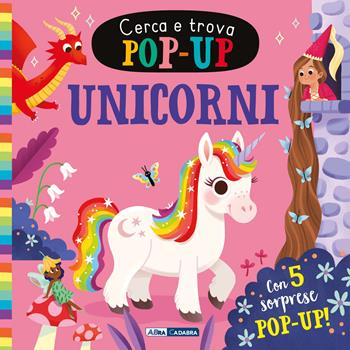 Cerca e trova
POP-UP
UNICORNI
Con 5
sorprese
POP-UP!
ABRA CADABRA